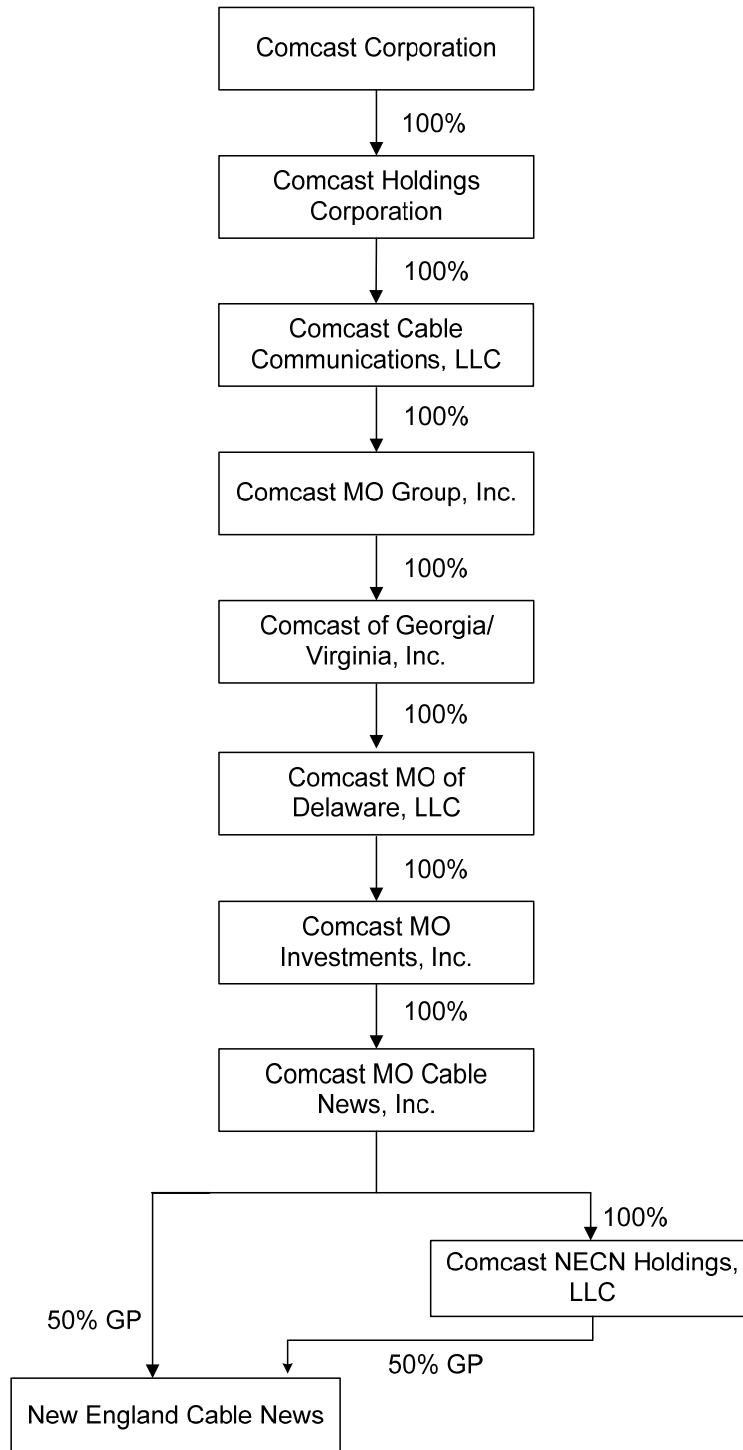 Comcast Corporation
100%
Comcast Holdings
Corporation
100%
Comcast Cable
Communications, LLC
100%
Comcast MO Group, Inc.
100%
Comcast of Georgia/
Virginia, Inc.
100%
Comcast MO of
Delaware, LLC
100%
Comcast MO
Investments, Inc.
100%
Comcast MO Cable
News, Inc.
100%
Comcast NECN Holdings,
LLC
50% GP
50% GP
New England Cable News